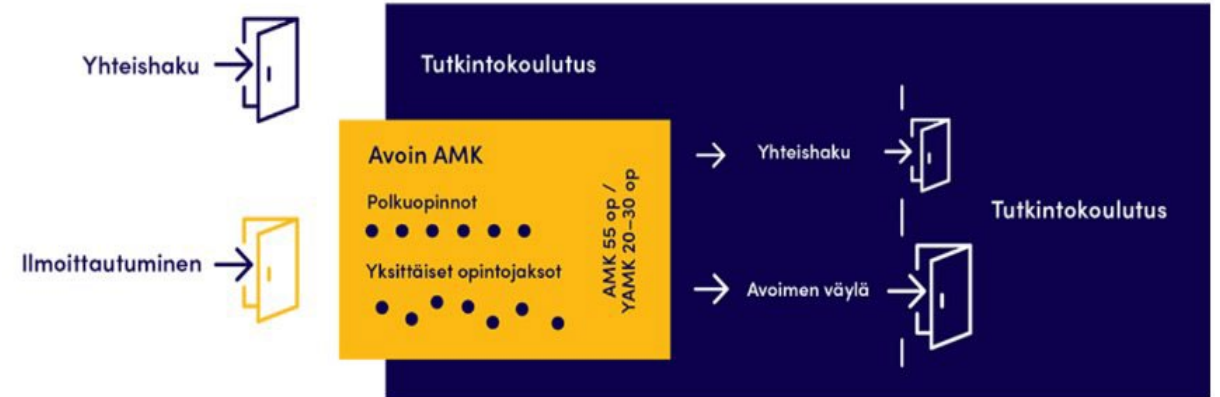 Yhteishaku
Tutkintokoulutus
Ilmoittautuminen
Avoin AMK
Polkuopinnot
Yksittäiset opintojaksot
AMK 55 op /
YAMK 20–30 op
Yhteishaku
Avoimen väylä
Tutkintokoulutus